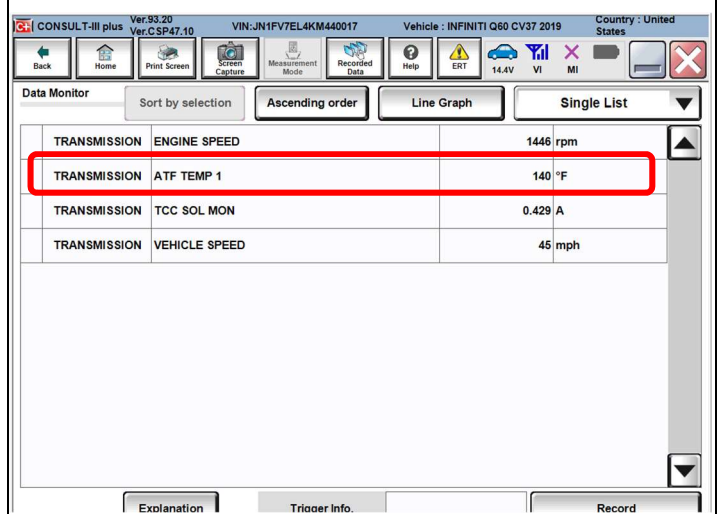 C+ CONSULT-III plus Ver.93.20 Ver.CSP47.10 VIN:JN1FV7EL4KM440017 Vehicle : INFINITI Q60 CV37 2019 Country : United States
Back Home Print Screen Screen Capture Measurement Mode Recorded Data Help ERT 14.4V VI MI
Data Monitor Sort by selection Ascending order Line Graph Single List
TRANSMISSION ENGINE SPEED 1446 rpm
TRANSMISSION ATF TEMP 1 140 °F
TRANSMISSION TCC SOL MON 0.429 A
TRANSMISSION VEHICLE SPEED 45 mph
Explanation Trigger Info. Record